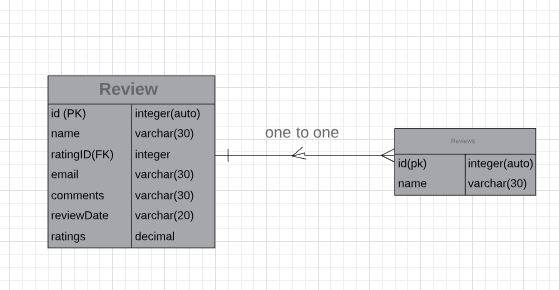 Review
id (PK) integer(auto)
name varchar(30)
ratingID(FK) integer
email varchar(30)
comments varchar(30)
reviewDate varchar(20)
ratings decimal
one to one
id(pk) integer(auto)
name varchar(30)